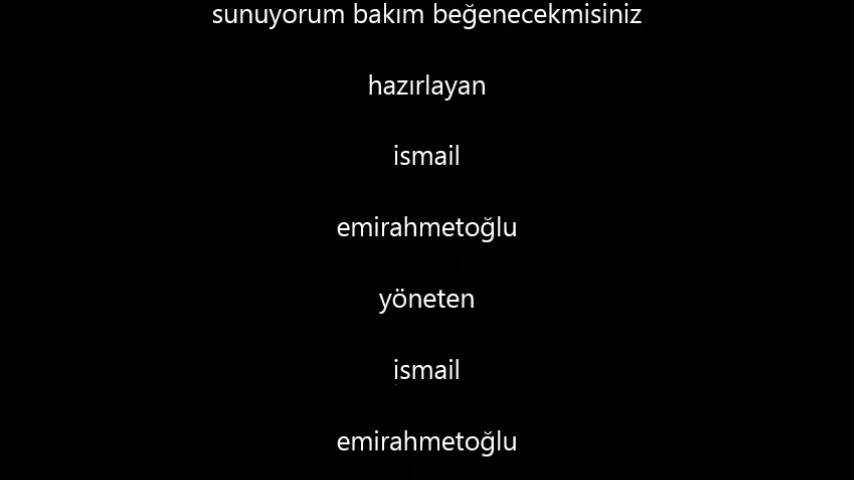 sunuyorum bakım beğenecekmisiniz
hazırlayan
ismail
emirahmetoğlu
yöneten
ismail
emirahmetoğlu